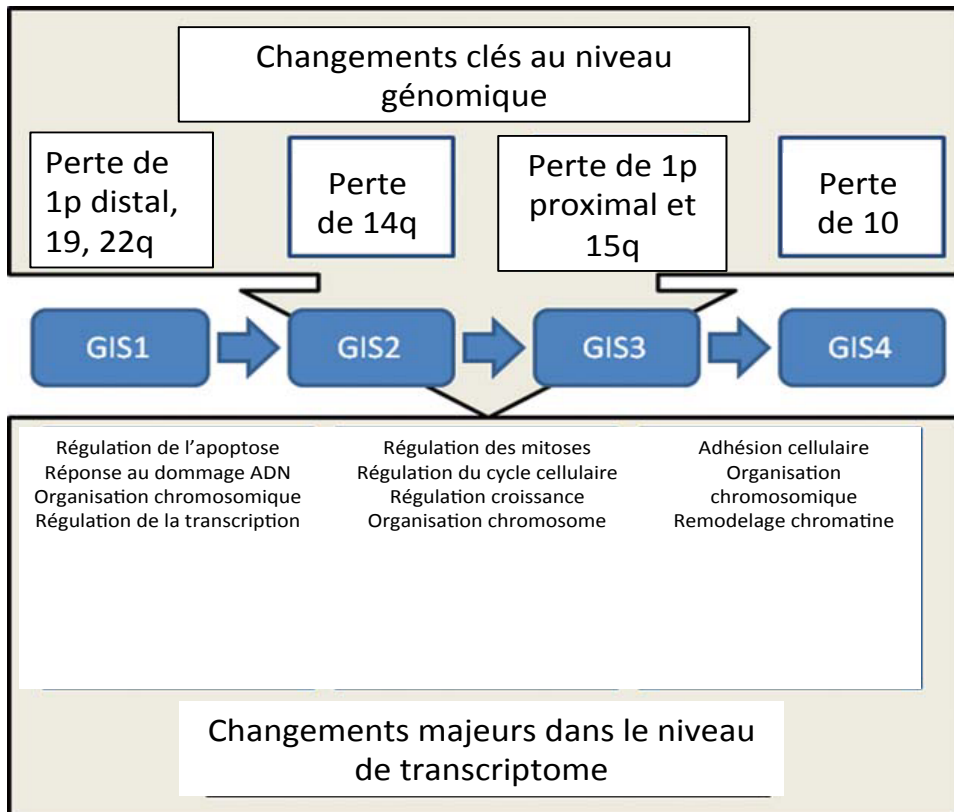 Changements clés au niveau
génomique
Perte de
1p distal,
19, 22q
Perte
de 14q
Perte de 1p
proximal et
15q
Perte
de 10
GIS1
GIS2
GIS3
GIS4
Régulation de l’apoptose
Réponse au dommage ADN
Organisation chromosomique
Régulation de la transcription
Régulation des mitoses
Régulation du cycle cellulaire
Régulation croissance
Organisation chromosome
Adhésion cellulaire
Organisation
chromosomique
Remodelage chromatine
Changements majeurs dans le niveau
de transcriptome